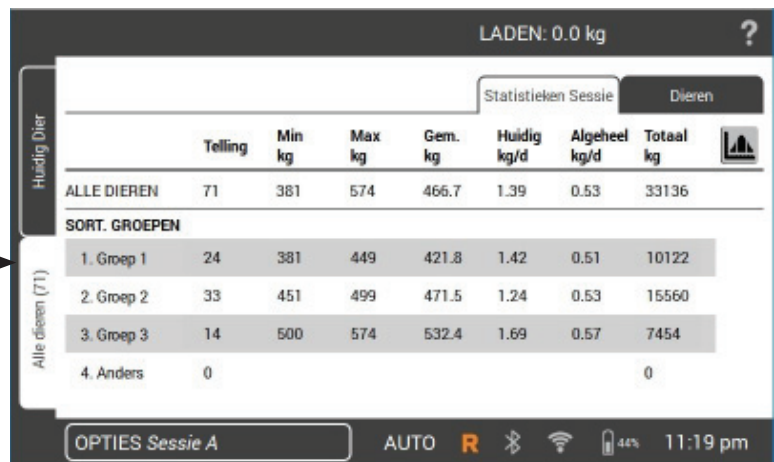 LADEN: 0.0 kg ?
Huidig Dier
Alle dieren (71)
Statistieken Sessie Dieren
Telling Min kg Max kg Gem. kg Huidig kg/d Algeheel kg/d Totaal kg
ALLE DIEREN 71 381 574 466.7 1.39 0.53 33136
SORT. GROEPEN
1. Groep 1 24 381 449 421.8 1.42 0.51 10122
2. Groep 2 33 451 499 471.5 1.24 0.53 15560
3. Groep 3 14 500 574 532.4 1.69 0.57 7454
4. Anders 0 0
OPTIES Sessie A AUTO R 44% 11:19 pm